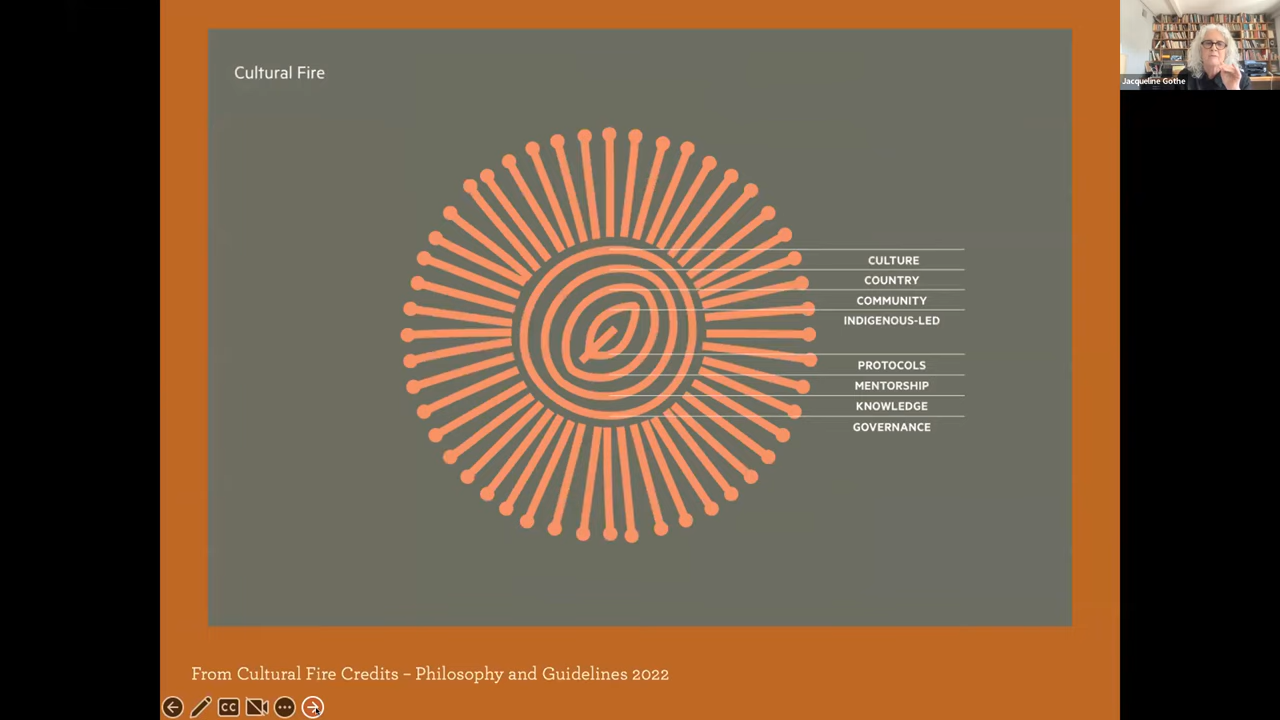 Cultural Fire
CULTURE
COUNTRY
COMMUNITY
INDIGENOUS-LED
PROTOCOLS
MENTORSHIP
KNOWLEDGE
GOVERNANCE
From Cultural Fire Credits – Philosophy and Guidelines 2022
CC
Jacqueline Gothe